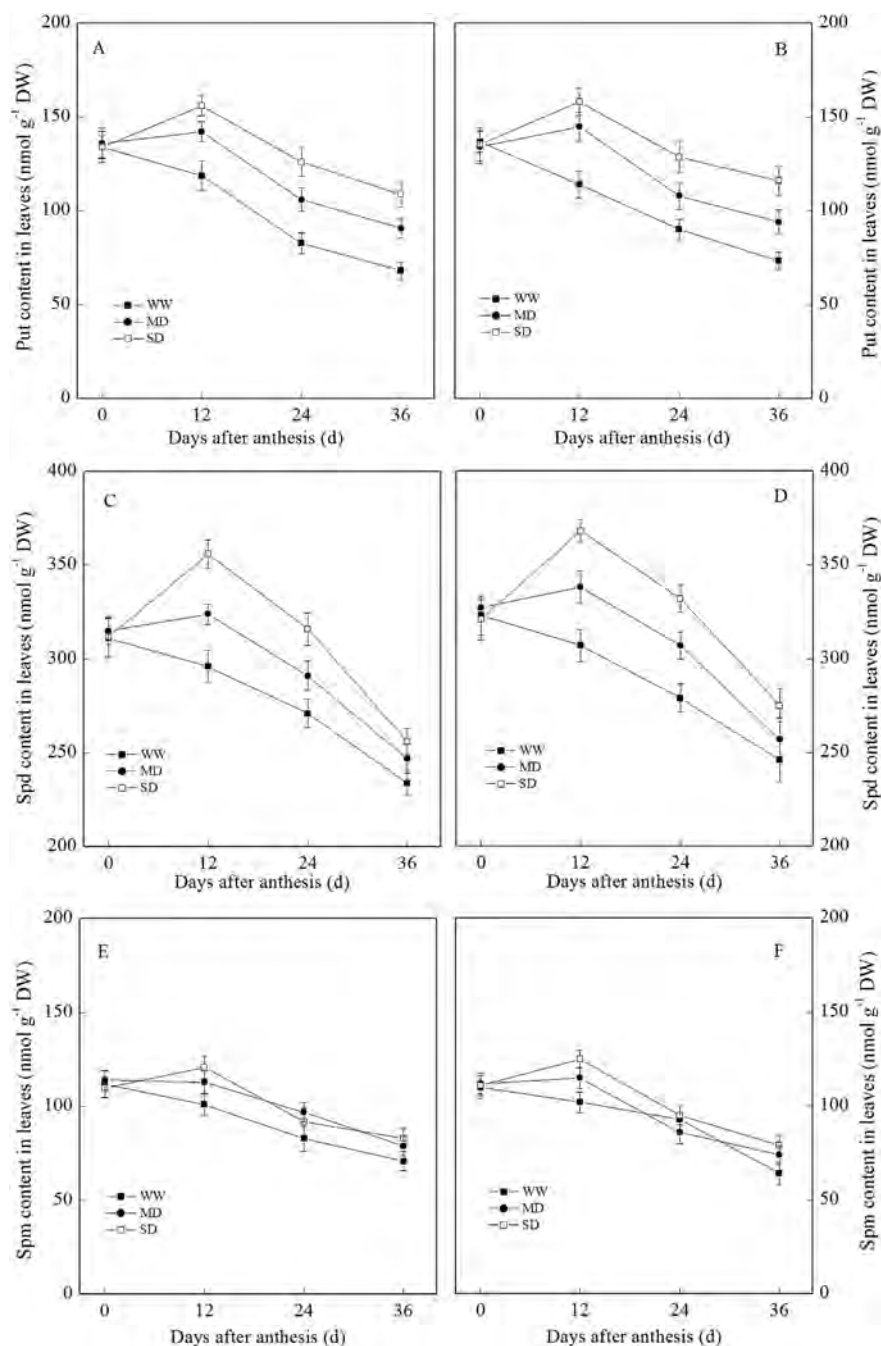 200
150
100
50
0
Put content in leaves (nmol g⁻¹ DW)
A
WW
MD
SD
0 12 24 36
Days after anthesis (d)
B
WW
MD
SD
0 12 24 36
Days after anthesis (d)
200
150
100
50
0
Put content in leaves (nmol g⁻¹ DW)
400
350
300
250
200
Spd content in leaves (nmol g⁻¹ DW)
C
WW
MD
SD
0 12 24 36
Days after anthesis (d)
D
WW
MD
SD
0 12 24 36
Days after anthesis (d)
400
350
300
250
200
Spd content in leaves (nmol g⁻¹ DW)
200
150
100
50
0
Spm content in leaves (nmol g⁻¹ DW)
E
WW
MD
SD
0 12 24 36
Days after anthesis (d)
F
WW
MD
SD
0 12 24 36
Days after anthesis (d)
200
150
100
50
0
Spm content in leaves (nmol g⁻¹ DW)